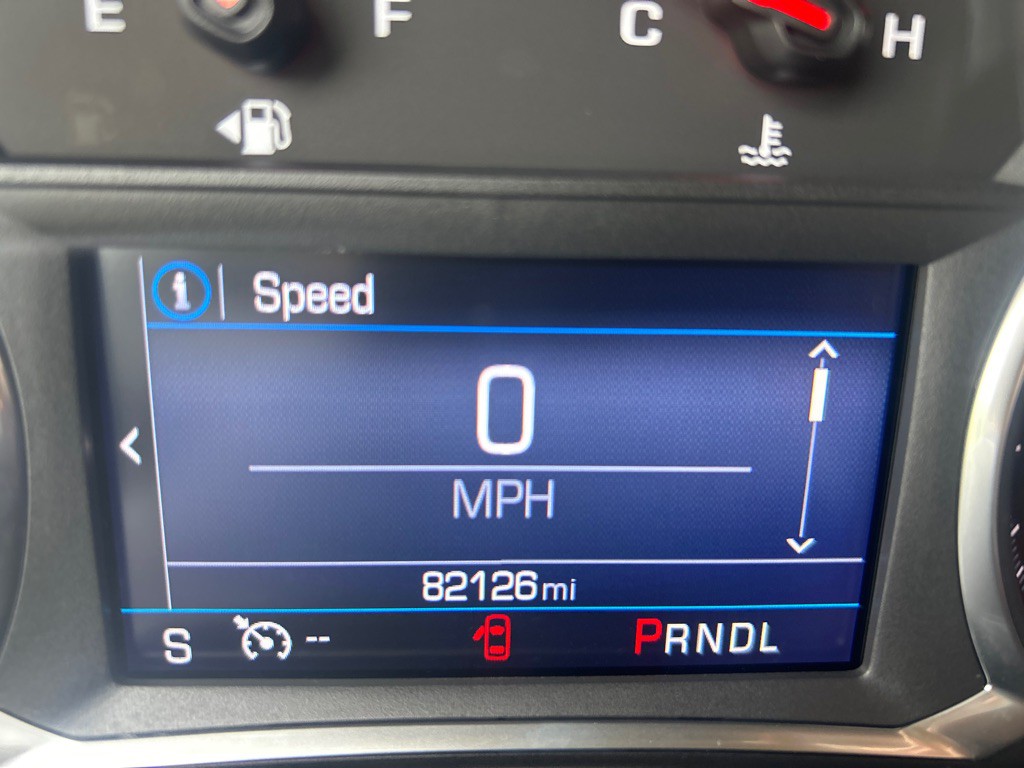 E F C H
Speed
0
MPH
82126 mi
S -- PRNDL